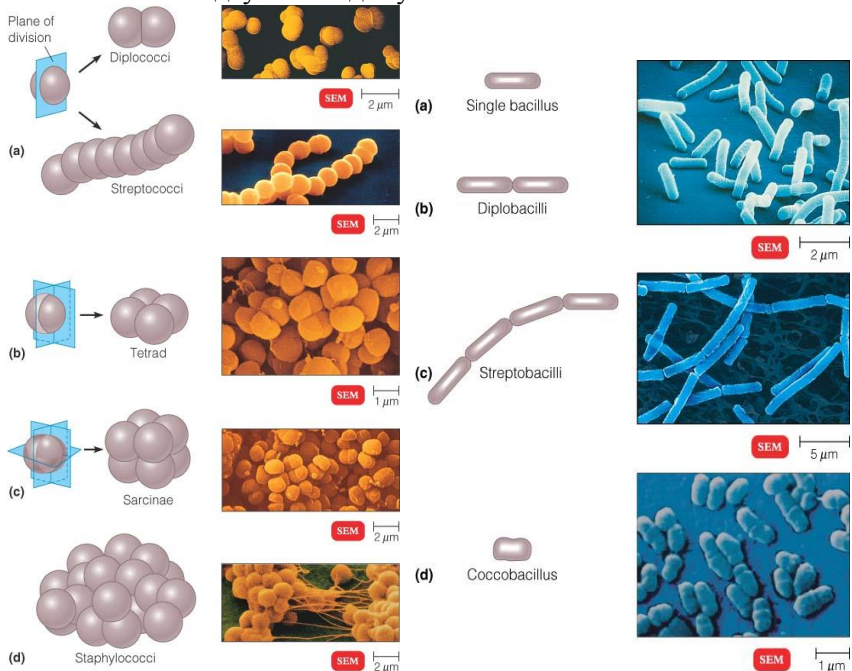 Plane of
division
Diplococci
SEM
2 μm
(a)
Streptococci
SEM
2 μm
(b)
Tetrad
SEM
1 μm
(c)
Sarcinae
SEM
2 μm
(d)
Staphylococci
SEM
2 μm
(a)
Single bacillus
(b)
Diplobacilli
SEM
2 μm
(c)
Streptobacilli
SEM
5 μm
(d)
Coccobacillus
SEM
1 μm